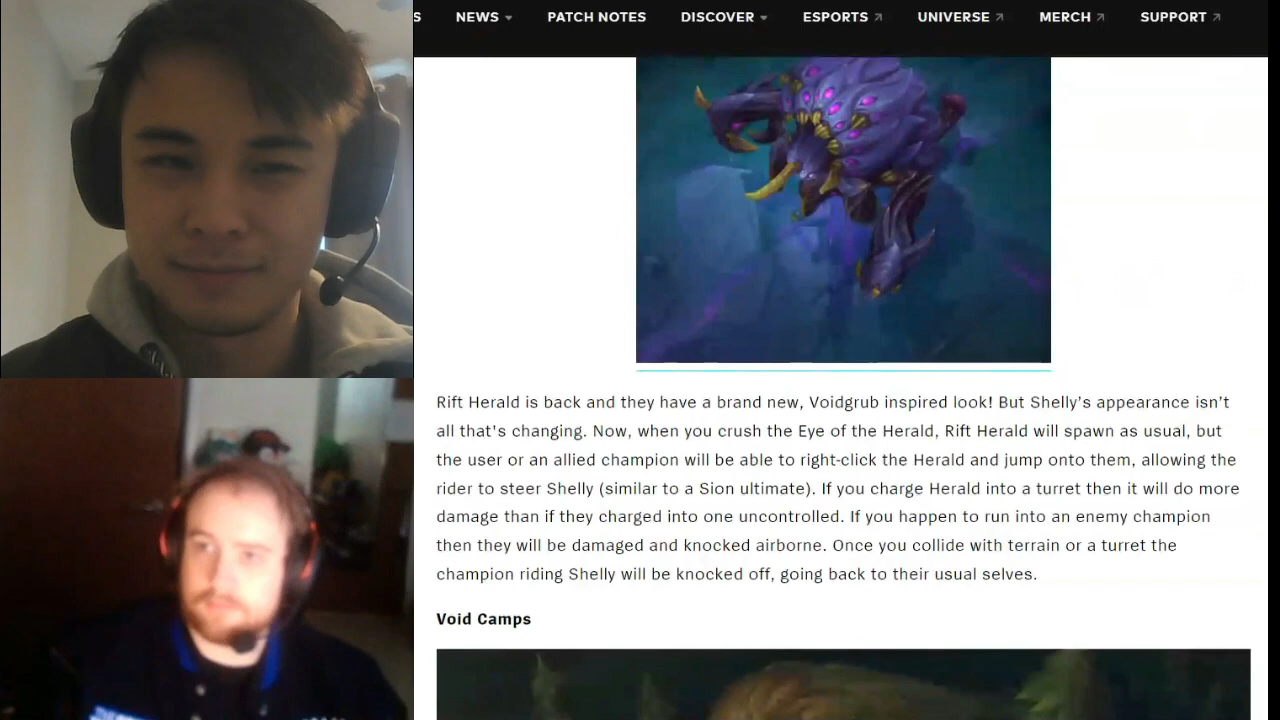 S NEWS PATCH NOTES DISCOVER ESPORTS UNIVERSE MERCH SUPPORT
Rift Herald is back and they have a brand new, Voidgrub inspired look! But Shelly’s appearance isn’t
all that's changing. Now, when you crush the Eye of the Herald, Rift Herald will spawn as usual, but
the user or an allied champion will be able to right-click the Herald and jump onto them, allowing the
rider to steer Shelly (similar to a Sion ultimate). If you charge Herald into a turret then it will do more
damage than if they charged into one uncontrolled. If you happen to run into an enemy champion
then they will be damaged and knocked airborne. Once you collide with terrain or a turret the
champion riding Shelly will be knocked off, going back to their usual selves.
Void Camps